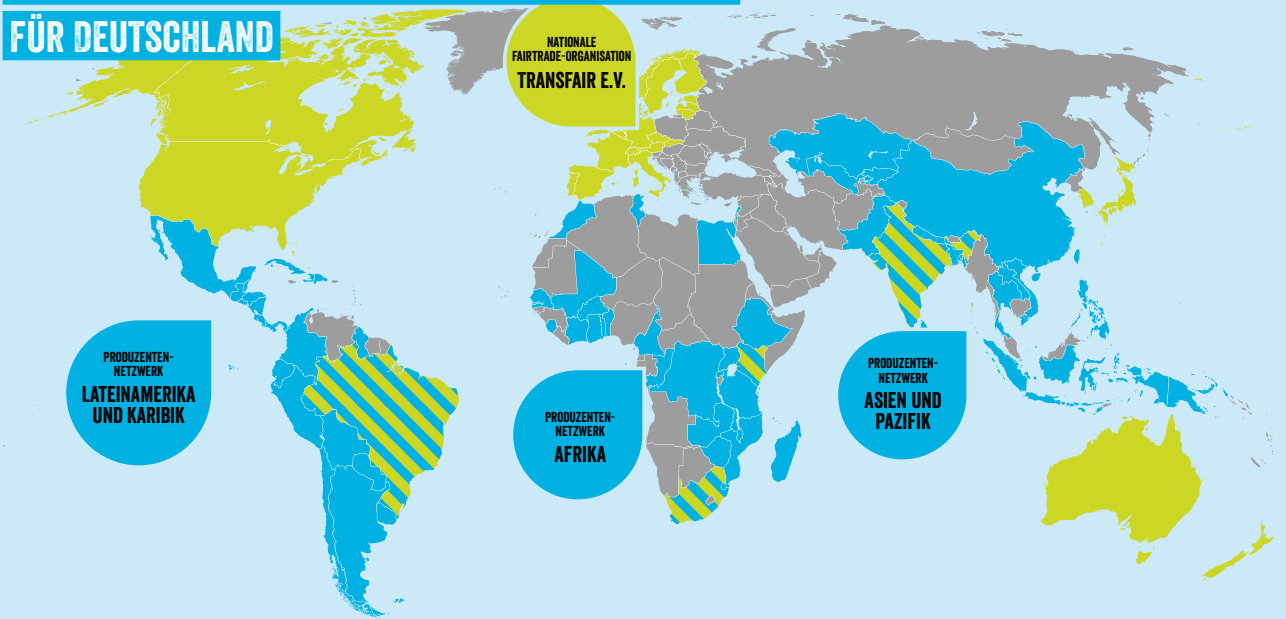 FÜR DEUTSCHLAND
NATIONALE
FAIRTRADE-ORGANISATION
TRANSFAIR E.V.
PRODUZENTEN-
NETZWERK
LATEINAMERIKA
UND KARIBIK
PRODUZENTEN-
NETZWERK
AFRIKA
PRODUZENTEN-
NETZWERK
ASIEN UND
PAZIFIK